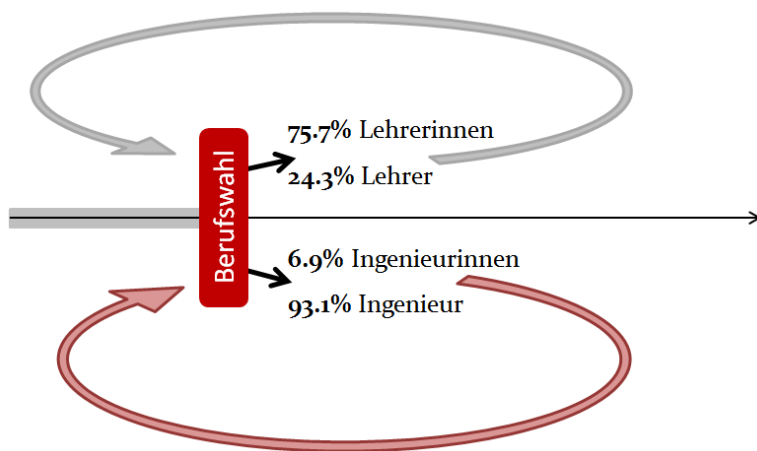 75.7% Lehrerinnen
24.3% Lehrer
Berufswahl
6.9% Ingenieurinnen
93.1% Ingenieur